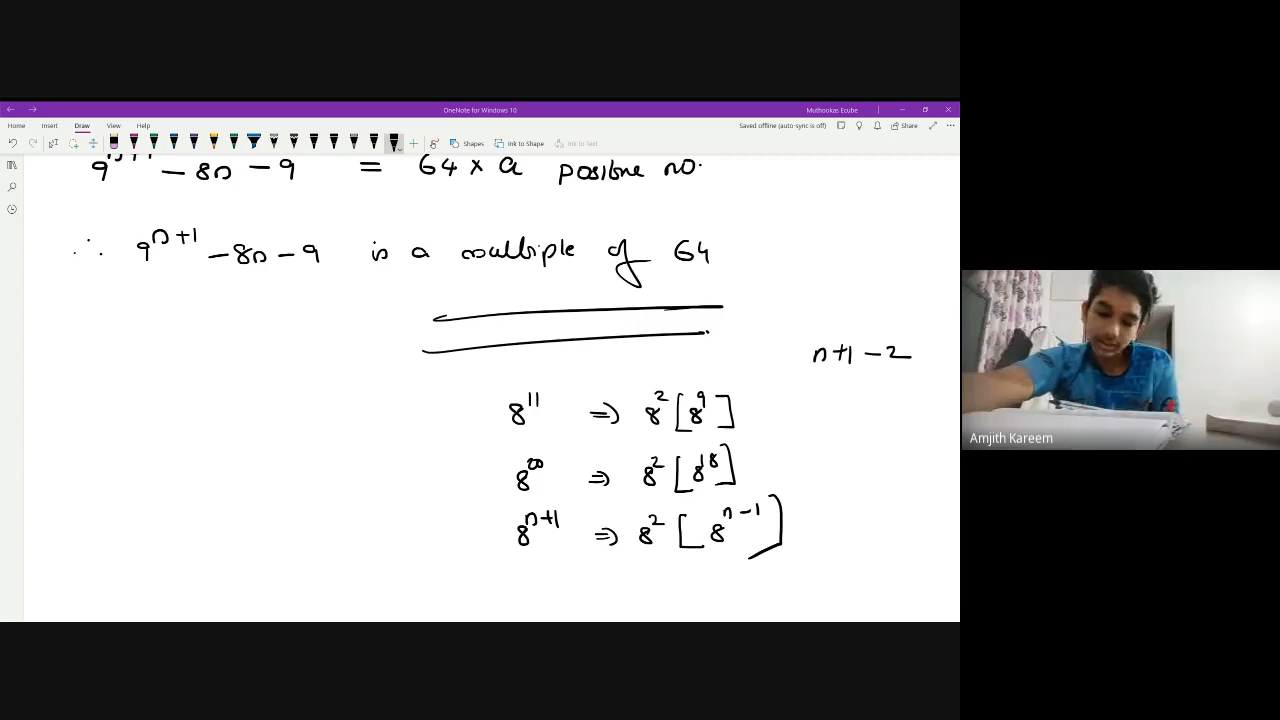 OneNote for Windows 10
Muthookas Ecube
Home Insert Draw View Help
Saved offline (auto-sync is off) Share
Shapes Ink to Shape Ink to Text
9^{n+1} - 8n - 9 = 64 × a positive no.
∴ 9^{n+1} - 8n - 9 is a multiple of 64
n+1-2
8^{11} ⇒ 8^2 [8^9]
8^{20} ⇒ 8^2 [8^{18}]
8^{n+1} ⇒ 8^2 [8^{n-1}]
Amjith Kareem